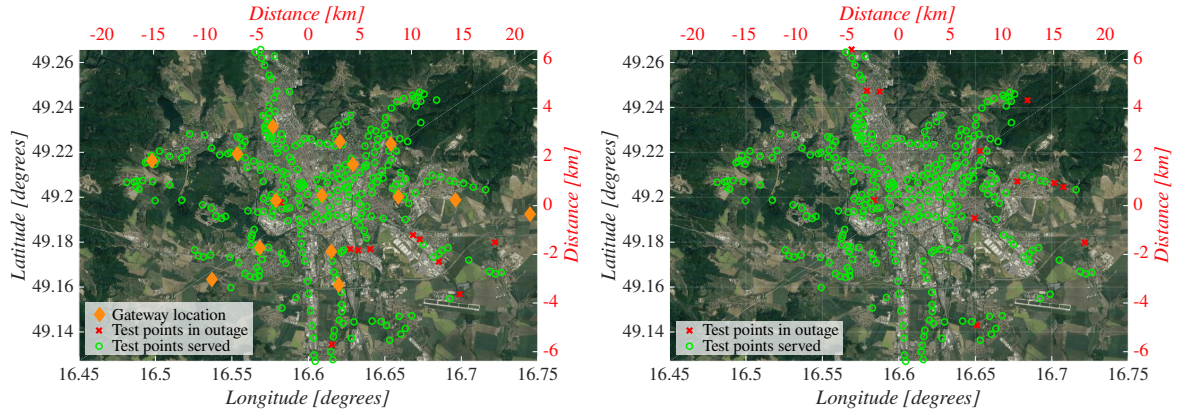 Distance [km]
-15 -10 -5 0 5 10 15 20
49.26
49.24
49.22
49.2
49.18
49.16
49.14
Latitude [degrees]
6
4
2
0
-2
-4
-6
Distance [km]
Gateway location
Test points in outage
Test points served
16.45 16.5 16.55 16.6 16.65 16.7 16.75
Longitude [degrees]
Distance [km]
-15 -10 -5 0 5 10 15 20
49.26
49.24
49.22
49.2
49.18
49.16
49.14
Latitude [degrees]
6
4
2
0
-2
-4
-6
Distance [km]
Test points in outage
Test points served
16.45 16.5 16.55 16.6 16.65 16.7 16.75
Longitude [degrees]